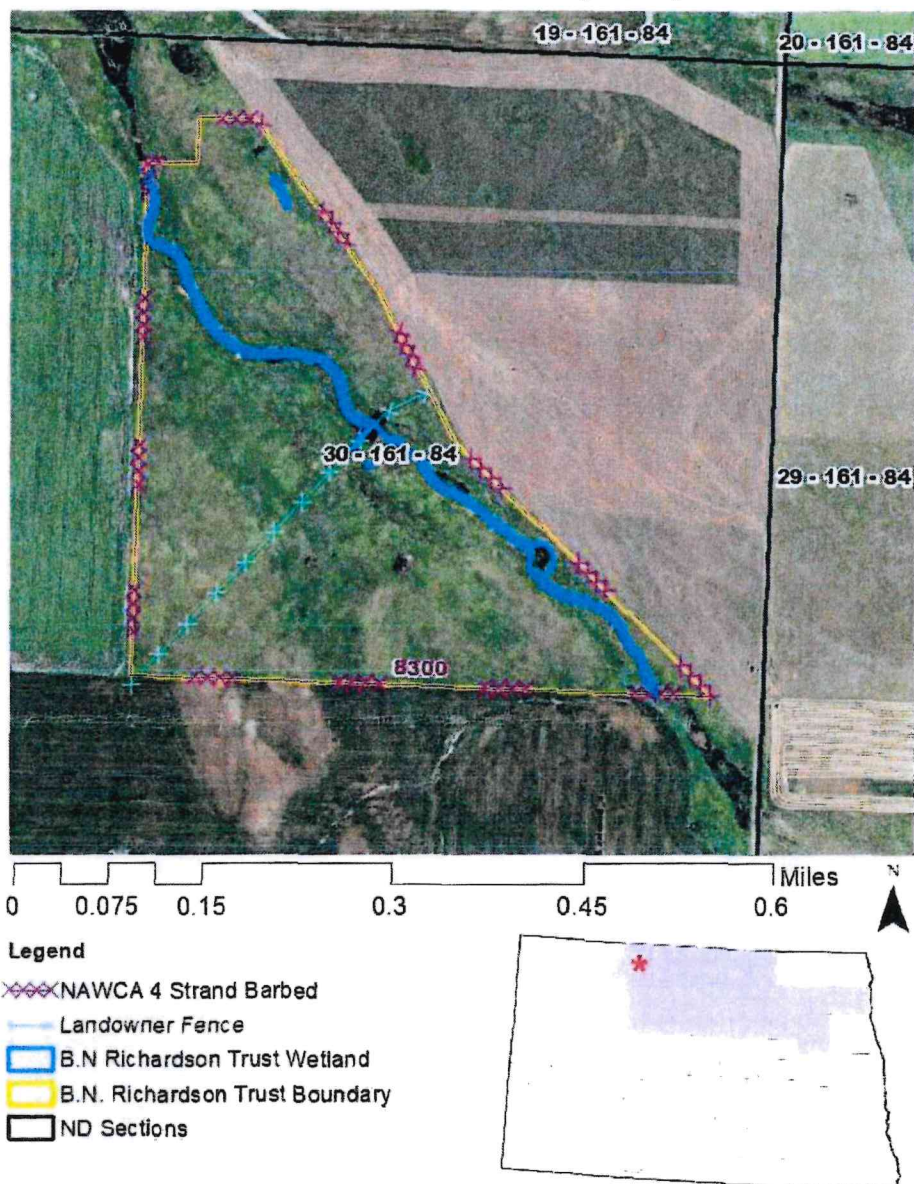 19 - 161 - 84
20 - 161 - 84
30 - 161 - 84
29 - 161 - 84
8300
Miles
0 0.075 0.15 0.3 0.45 0.6
N
Legend
NAWCA 4 Strand Barbed
Landowner Fence
B.N Richardson Trust Wetland
B.N. Richardson Trust Boundary
ND Sections